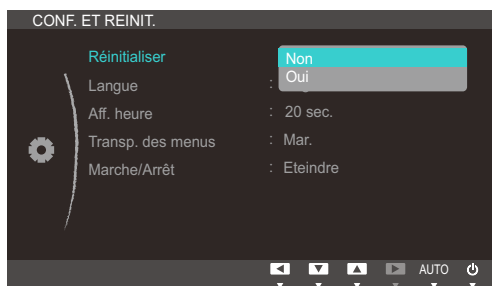 CONF. ET REINIT.
Réinitialiser
Non
Oui
Langue :
Aff. heure : 20 sec.
Transp. des menus : Mar.
Marche/Arrêt : Eteindre
AUTO